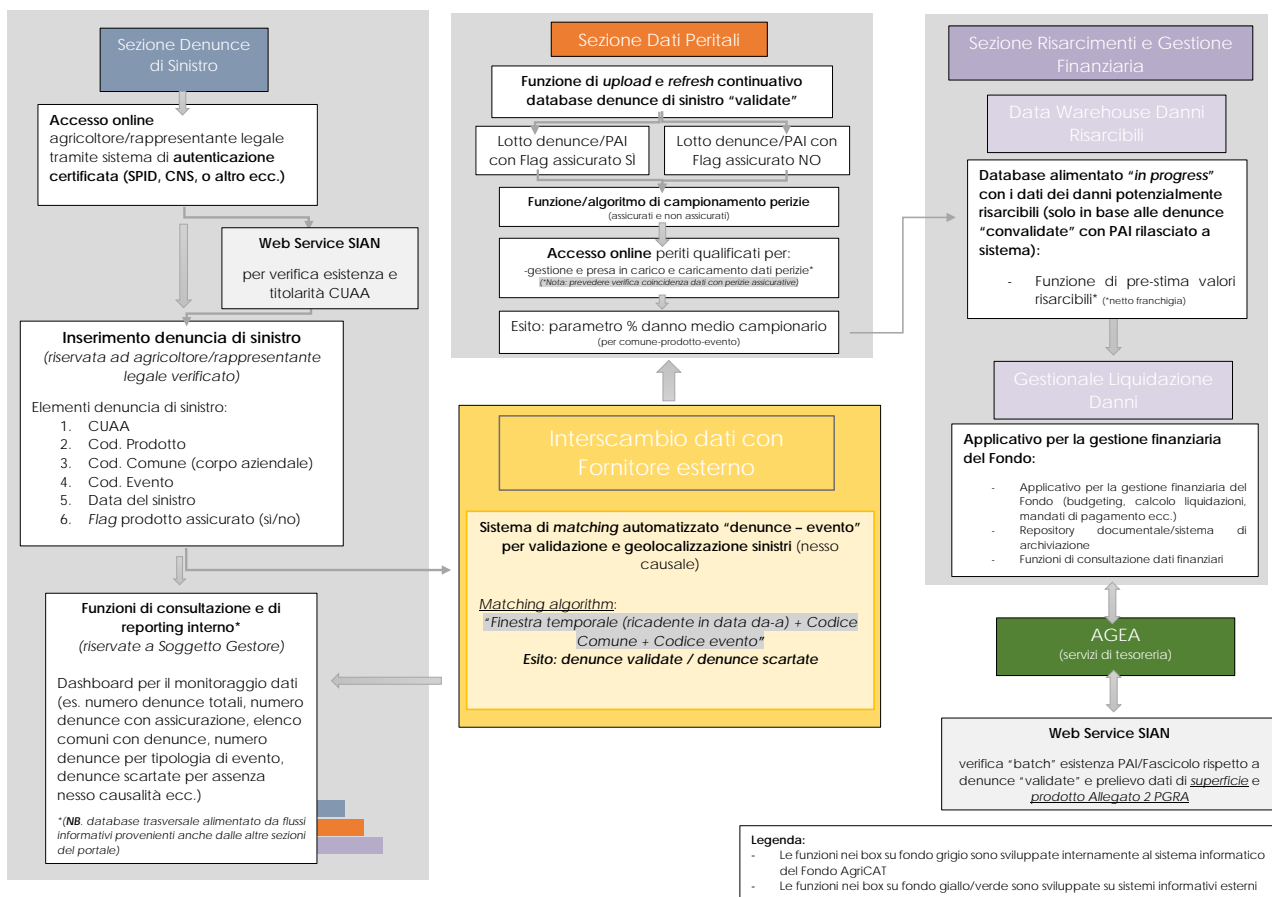 Sezione Denunce
di Sinistro
Accesso online
agricoltore/rappresentante legale
tramite sistema di autenticazione
certificata (SPID, CNS, o altro ecc.)
Web Service SIAN
per verifica esistenza e
titolarità CUAA
Inserimento denuncia di sinistro
(riservata ad agricoltore/rappresentante
legale verificato)
Elementi denuncia di sinistro:
1. CUAA
2. Cod. Prodotto
3. Cod. Comune (corpo aziendale)
4. Cod. Evento
5. Data del sinistro
6. Flag prodotto assicurato (sì/no)
Funzioni di consultazione e di
reporting interno*
(riservate a Soggetto Gestore)
Dashboard per il monitoraggio dati
(es. numero denunce totali, numero
denunce con assicurazione, elenco
comuni con denunce, numero
denunce per tipologia di evento,
denunce scartate per assenza
nesso causalità ecc.)
*(NB. database trasversale alimentato da flussi
informativi provenienti anche dalle altre sezioni
del portale)
Sezione Dati Peritali
Funzione di upload e refresh continuativo
database denunce di sinistro “validate”
Lotto denunce/PAI
con Flag assicurato SÌ
Lotto denunce/PAI con
Flag assicurato NO
Funzione/algoritmo di campionamento perizie
(assicurati e non assicurati)
Accesso online periti qualificati per:
-gestione e presa in carico e caricamento dati perizie*
(*Nota: prevedere verifica coincidenza dati con perizie assicurative)
Esito: parametro % danno medio campionario
(per comune-prodotto-evento)
Interscambio dati con
Fornitore esterno
Sistema di matching automatizzato “denunce – evento”
per validazione e geolocalizzazione sinistri (nesso
causale)
Matching algorithm:
“Finestra temporale (ricadente in data da-a) + Codice
Comune + Codice evento”
Esito: denunce validate / denunce scartate
Sezione Risarcimenti e Gestione
Finanziaria
Data Warehouse Danni
Risarcibili
Database alimentato “in progress”
con i dati dei danni potenzialmente
risarcibili (solo in base alle denunce
“convalidate” con PAI rilasciato a
sistema):
- Funzione di pre-stima valori
risarcibili* (*netto franchigia)
Gestionale Liquidazione
Danni
Applicativo per la gestione finanziaria
del Fondo:
- Applicativo per la gestione finanziaria del
Fondo (budgeting, calcolo liquidazioni,
mandati di pagamento ecc.)
- Repository documentale/sistema di
archiviazione
- Funzioni di consultazione dati finanziari
AGEA
(servizi di tesoreria)
Web Service SIAN
verifica “batch” esistenza PAI/Fascicolo rispetto a
denunce “validate” e prelievo dati di superficie e
prodotto Allegato 2 PGRA
Legenda:
- Le funzioni nei box su fondo grigio sono sviluppate internamente al sistema informatico
del Fondo AgriCAT
- Le funzioni nei box su fondo giallo/verde sono sviluppate su sistemi informativi esterni